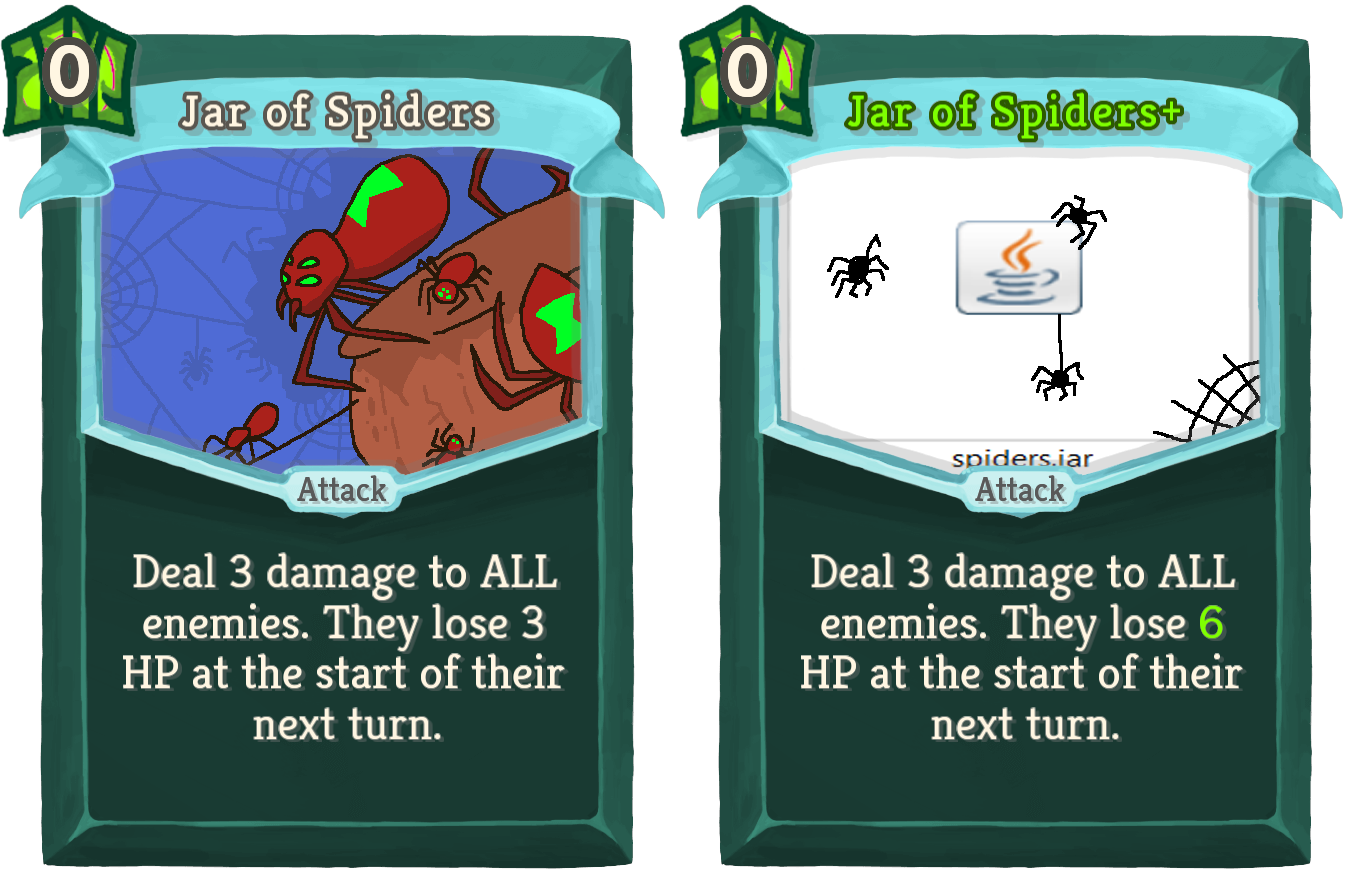 0
Jar of Spiders
Attack
Deal 3 damage to ALL
enemies. They lose 3
HP at the start of their
next turn.
0
Jar of Spiders+
spiders.jar
Attack
Deal 3 damage to ALL
enemies. They lose 6
HP at the start of their
next turn.